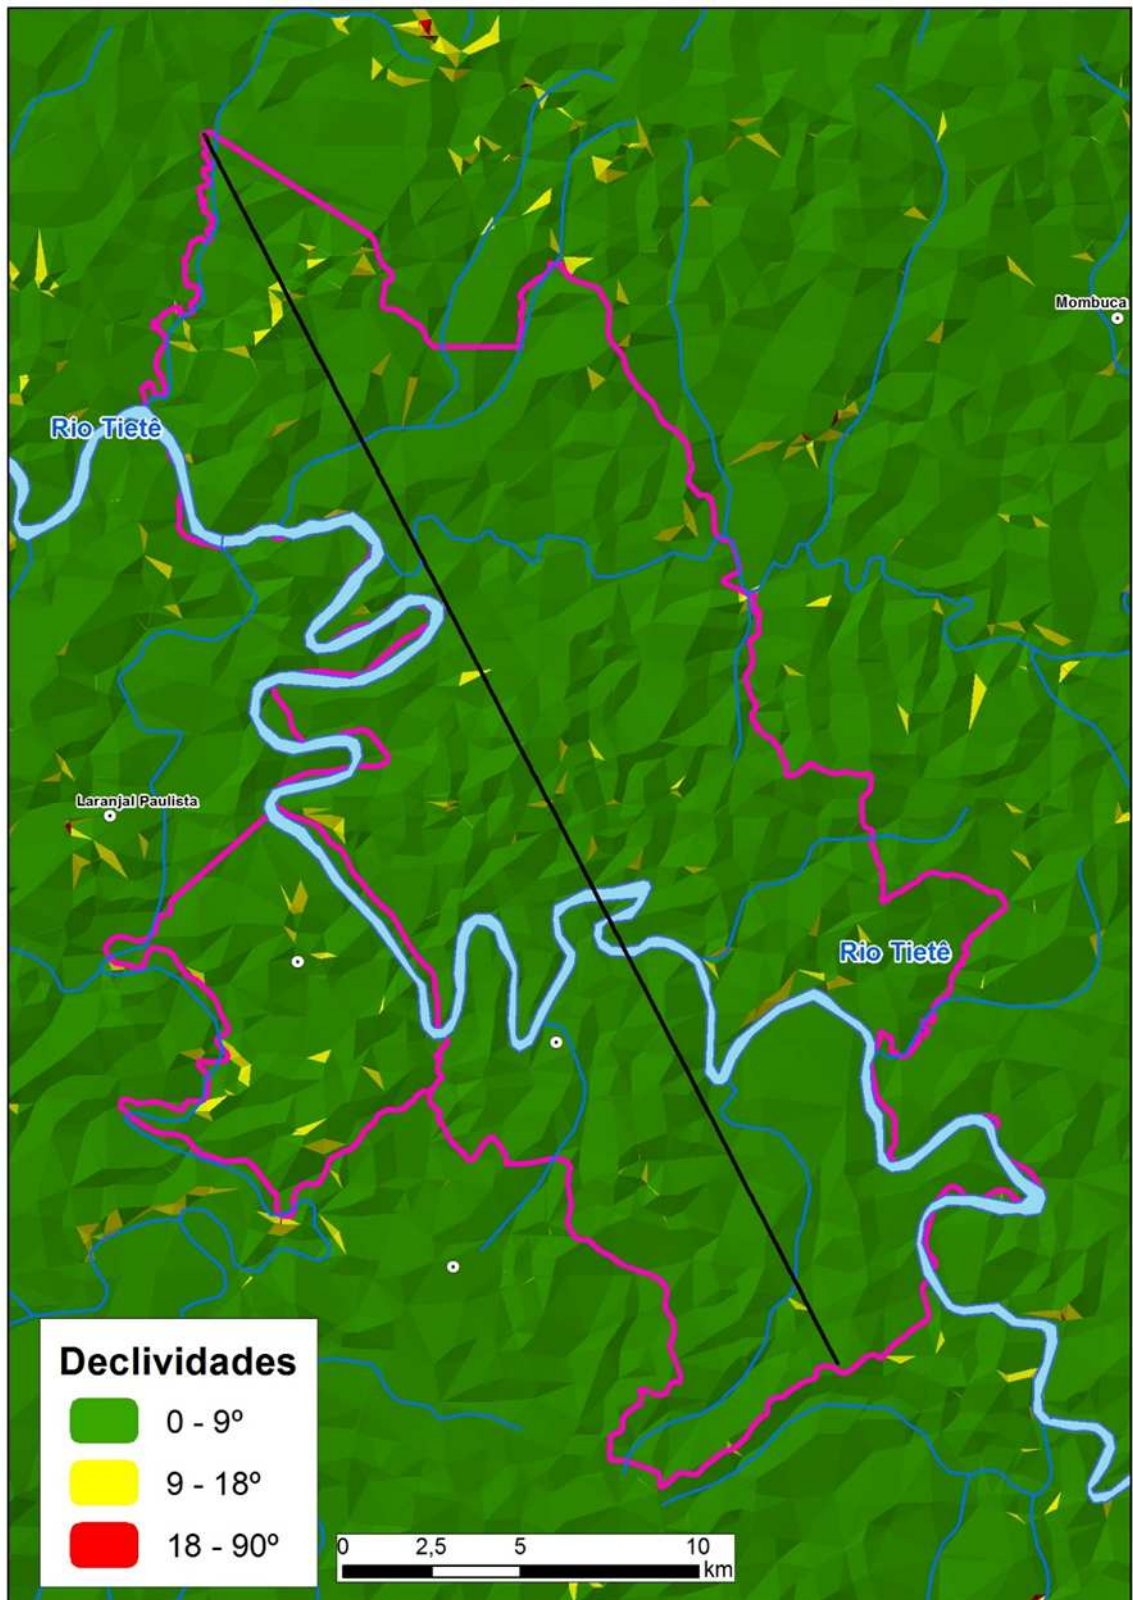 Mombuca
Rio Tietê
Laranjal Paulista
Rio Tietê
Declividades
0 - 9º
9 - 18º
18 - 90º
0 2,5 5 10
km